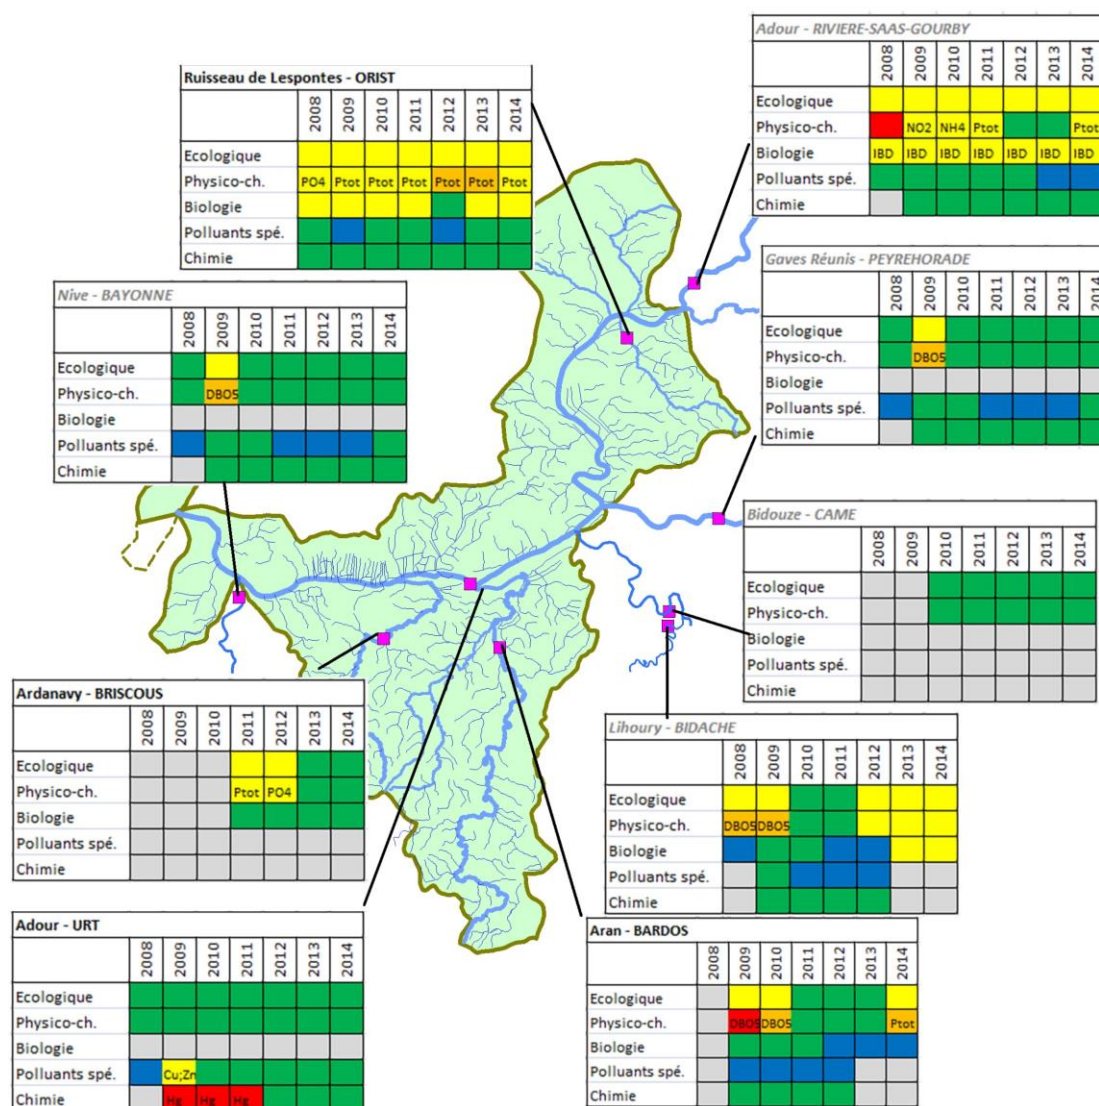 Adour - RIVIERE-SAAS-GOURBY
2008 2009 2010 2011 2012 2013 2014
Ecologique
Physico-ch. NO2 NH4 Ptot Ptot
Biologie IBD IBD IBD IBD IBD IBD IBD
Polluants spé.
Chimie
Ruisseau de Lespontes - ORIST
2008 2009 2010 2011 2012 2013 2014
Ecologique
Physico-ch. PO4 Ptot Ptot Ptot Ptot Ptot Ptot
Biologie
Polluants spé.
Chimie
Gaves Réunis - PEYREHORADE
2008 2009 2010 2011 2012 2013 2014
Ecologique
Physico-ch. DBO5
Biologie
Polluants spé.
Chimie
Nive - BAYONNE
2008 2009 2010 2011 2012 2013 2014
Ecologique
Physico-ch. DBO5
Biologie
Polluants spé.
Chimie
Bidouze - CAME
2008 2009 2010 2011 2012 2013 2014
Ecologique
Physico-ch.
Biologie
Polluants spé.
Chimie
Ardanavy - BRISCOUS
2008 2009 2010 2011 2012 2013 2014
Ecologique
Physico-ch. Ptot PO4
Biologie
Polluants spé.
Chimie
Lihoury - BIDACHE
2008 2009 2010 2011 2012 2013 2014
Ecologique
Physico-ch. DBO5 DBO5
Biologie
Polluants spé.
Chimie
Adour - URT
2008 2009 2010 2011 2012 2013 2014
Ecologique
Physico-ch.
Biologie
Polluants spé. Cu;Zn
Chimie Hg Hg Hg
Aran - BARDOS
2008 2009 2010 2011 2012 2013 2014
Ecologique
Physico-ch. DBO5 DBO5 Ptot
Biologie
Polluants spé.
Chimie